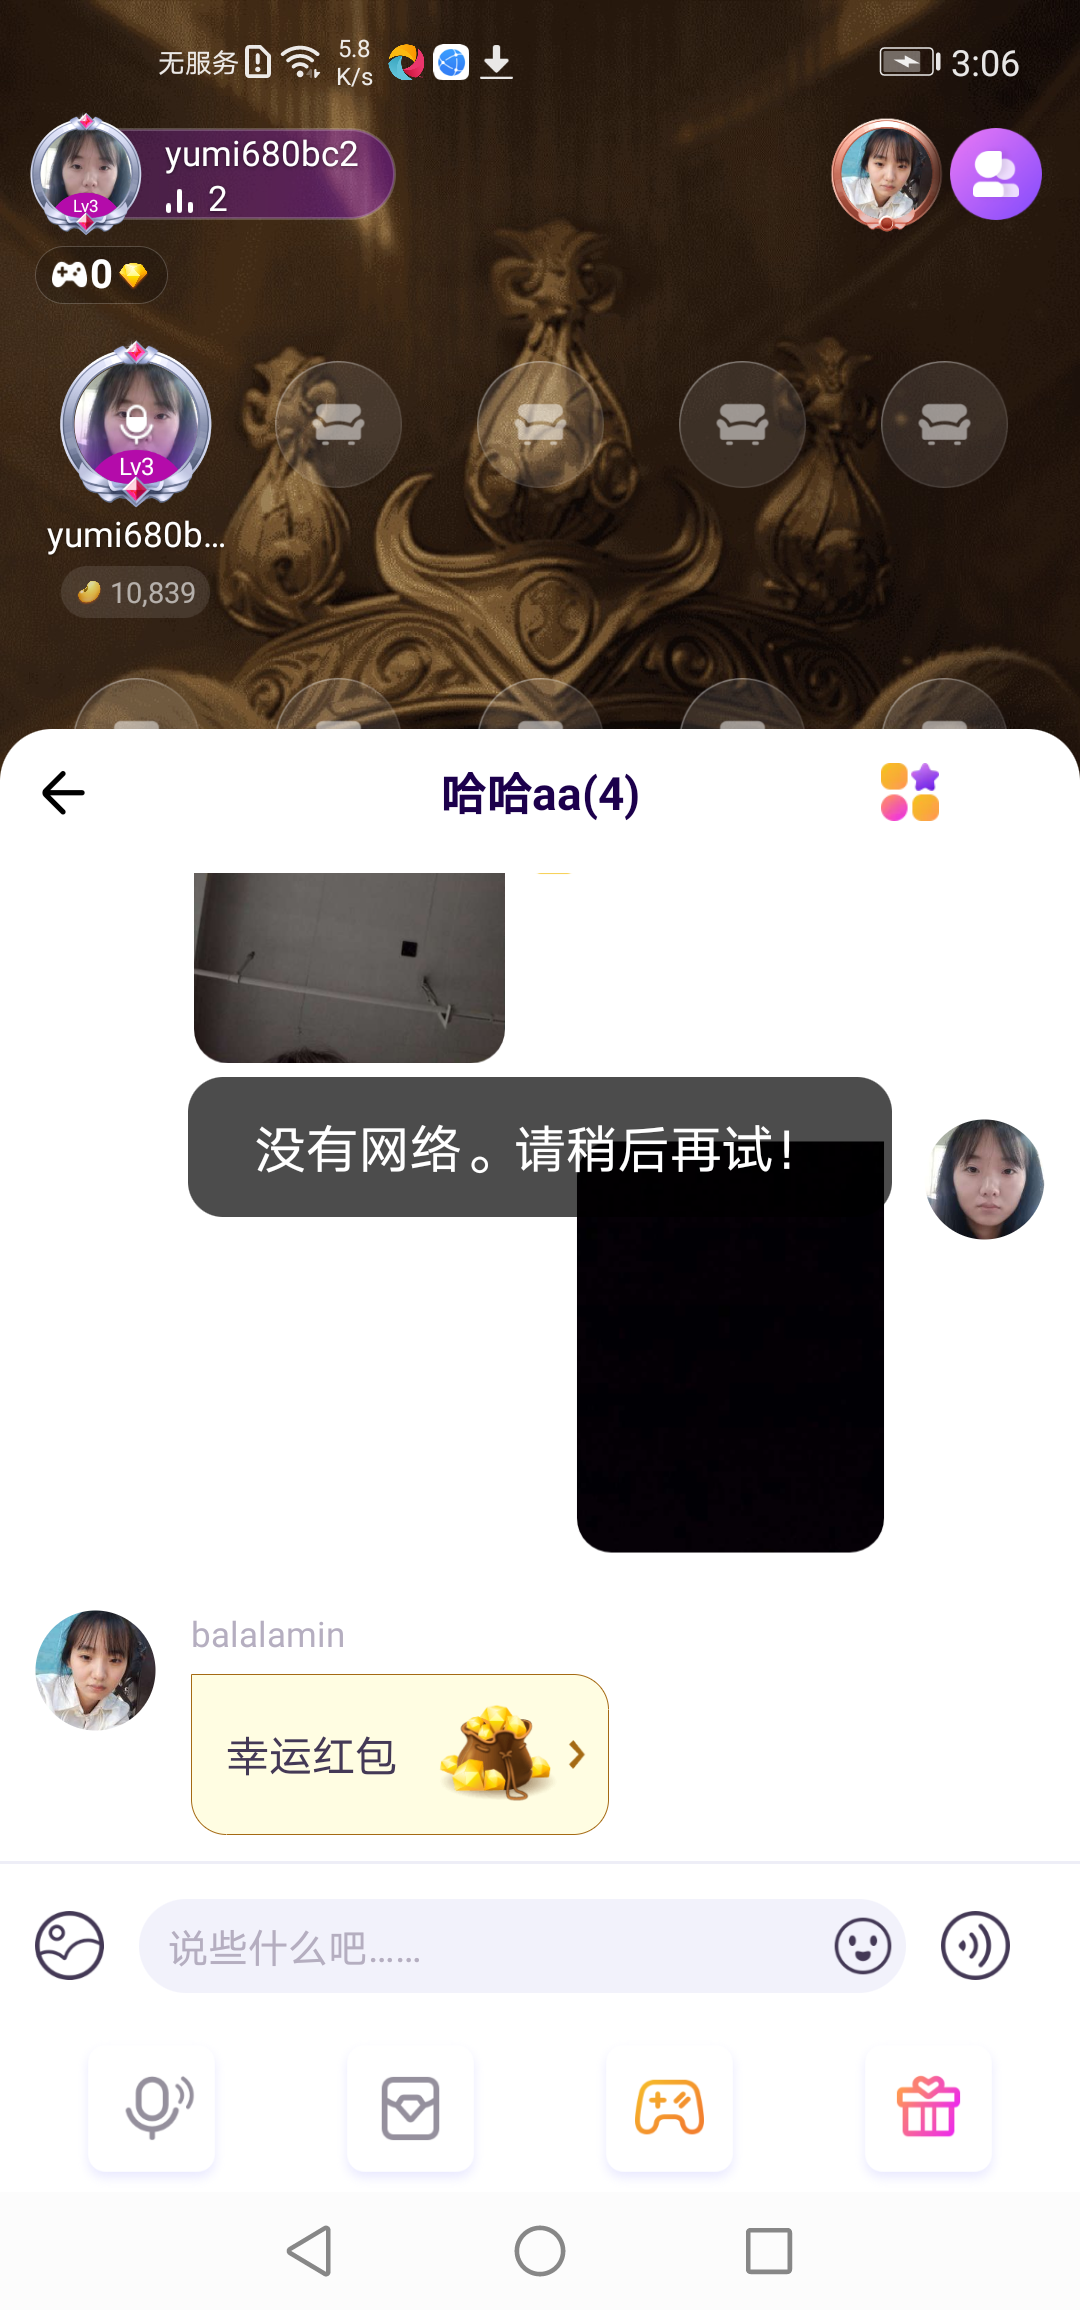 无服务
5.8
K/s
3:06
yumi680bc2
2
Lv3
0
Lv3
yumi680b...
10,839
哈哈aa(4)
没有网络。请稍后再试!
balalamin
幸运红包
说些什么吧......